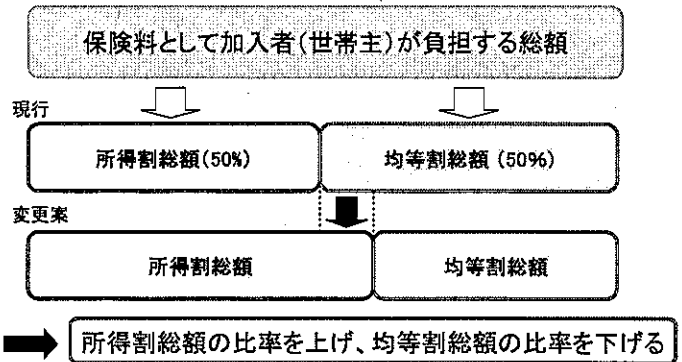 保険料として加入者(世帯主)が負担する総額
現行
所得割総額(50%)
均等割総額(50%)
変更案
所得割総額
均等割総額
所得割総額の比率を上げ、均等割総額の比率を下げる